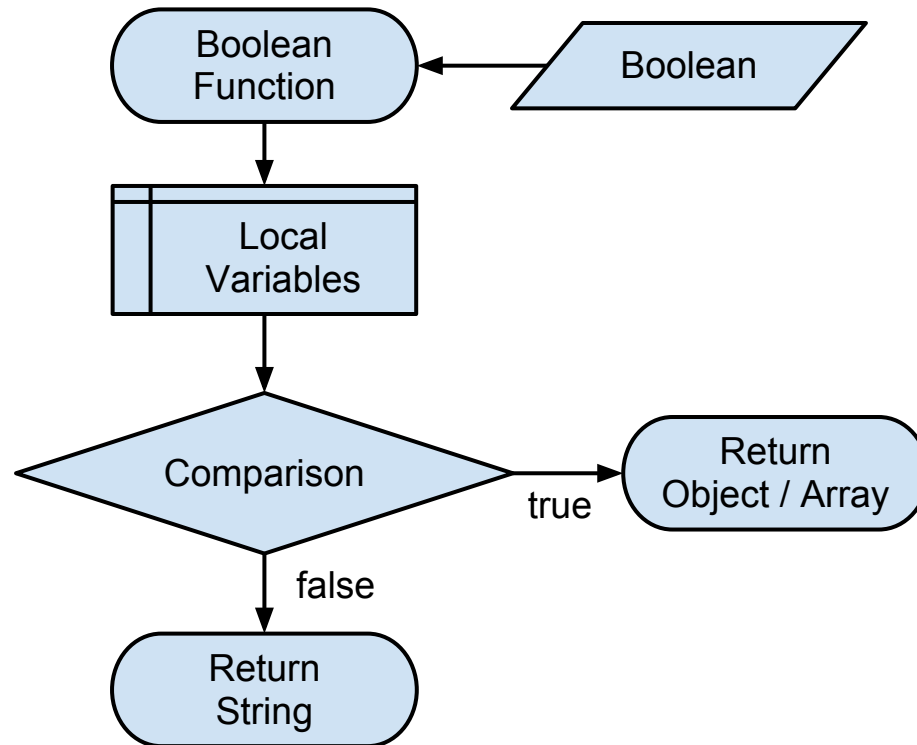 Boolean
Function
Boolean
Local
Variables
Comparison
true
Return
Object / Array
false
Return
String